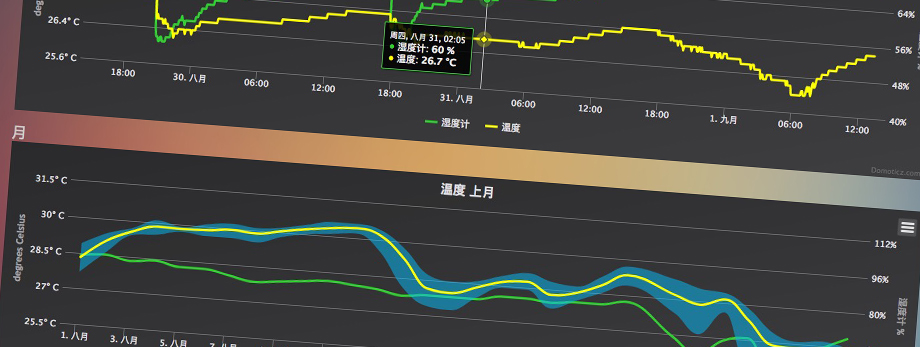 64%
26.4° C
周四, 八月 31, 02:05
湿度计: 60 %
温度: 26.7 °C
56%
25.6° C
48%
18:00
30. 八月
06:00
12:00
18:00
31. 八月
06:00
12:00
18:00
1. 九月
06:00
12:00
40%
湿度计
温度
月
Domoticz.com
31.5° C
温度 上月
30° C
112%
degrees Celsius
28.5° C
96%
27° C
80%
湿度计 %
25.5° C
1. 八月
3. 八月
5. 八月